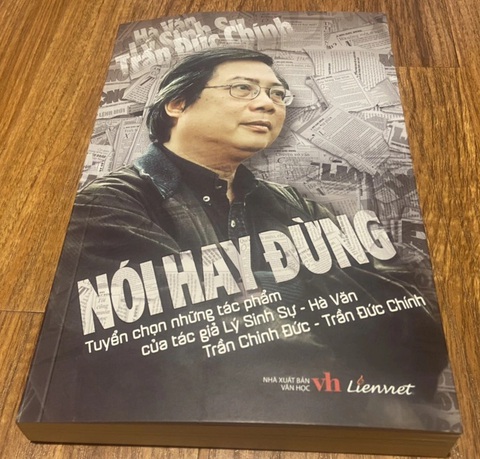 Hà Văn
Lý Sinh Sự
Trần Đức Chính
NÓI HAY ĐỪNG
Tuyển chọn những tác phẩm
của tác giả Lý Sinh Sự - Hà Văn
Trần Chinh Đức - Trần Đức Chính
NHÀ XUẤT BẢN
VĂN HỌC
vh Liennet